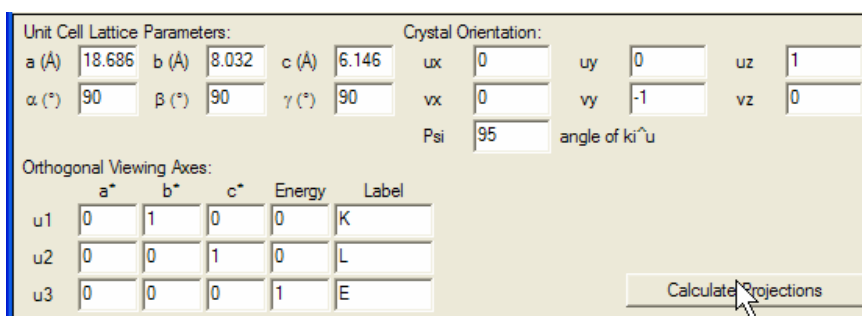 Unit Cell Lattice Parameters: Crystal Orientation:
a (Å) 18.686 b (Å) 8.032 c (Å) 6.146 ux 0 uy 0 uz 1
α (°) 90 β (°) 90 γ (°) 90 vx 0 vy -1 vz 0
Psi 95 angle of ki^u
Orthogonal Viewing Axes:
a* b* c* Energy Label
u1 0 1 0 0 K
u2 0 0 1 0 L
u3 0 0 0 1 E Calculate Projections